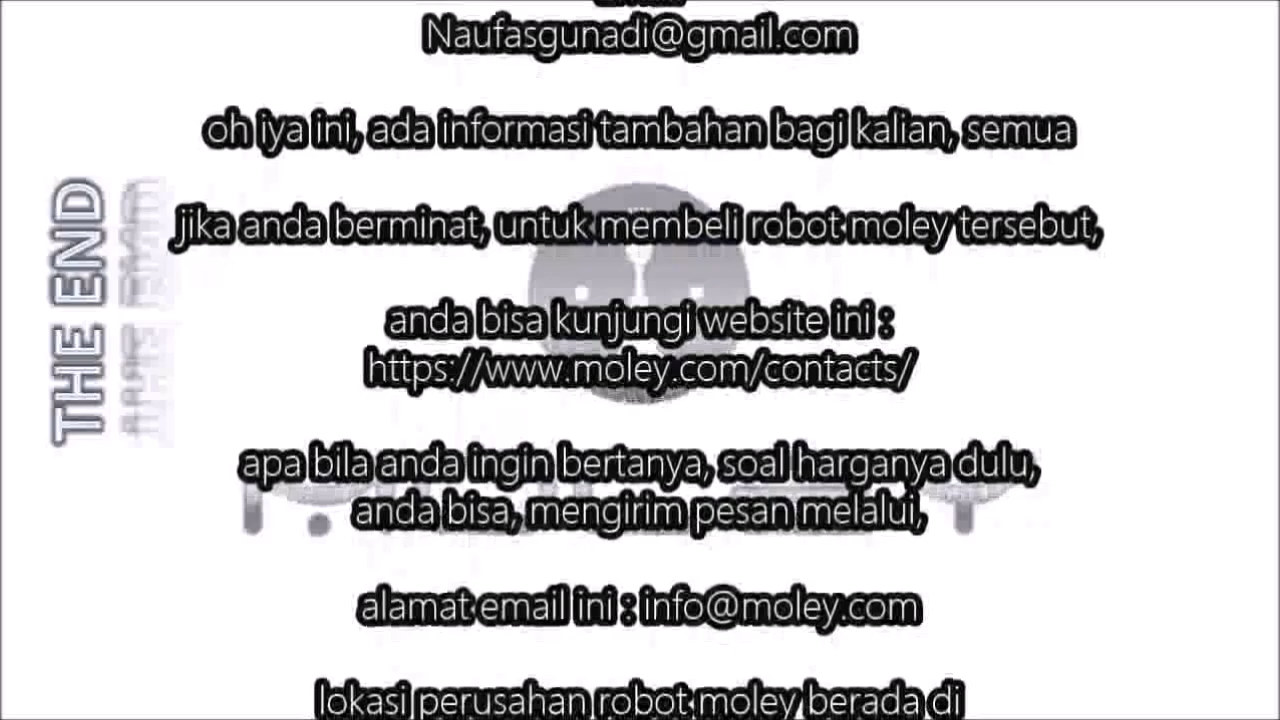 Naufasgunadi@gmail.com
oh iya ini, ada informasi tambahan bagi kalian, semua
jika anda berminat, untuk membeli robot moley tersebut,
anda bisa kunjungi website ini :
https://www.moley.com/contacts/
apa bila anda ingin bertanya, soal harganya dulu,
anda bisa, mengirim pesan melalui,
alamat email ini : info@moley.com
lokasi perusahan robot moley berada di
THE END